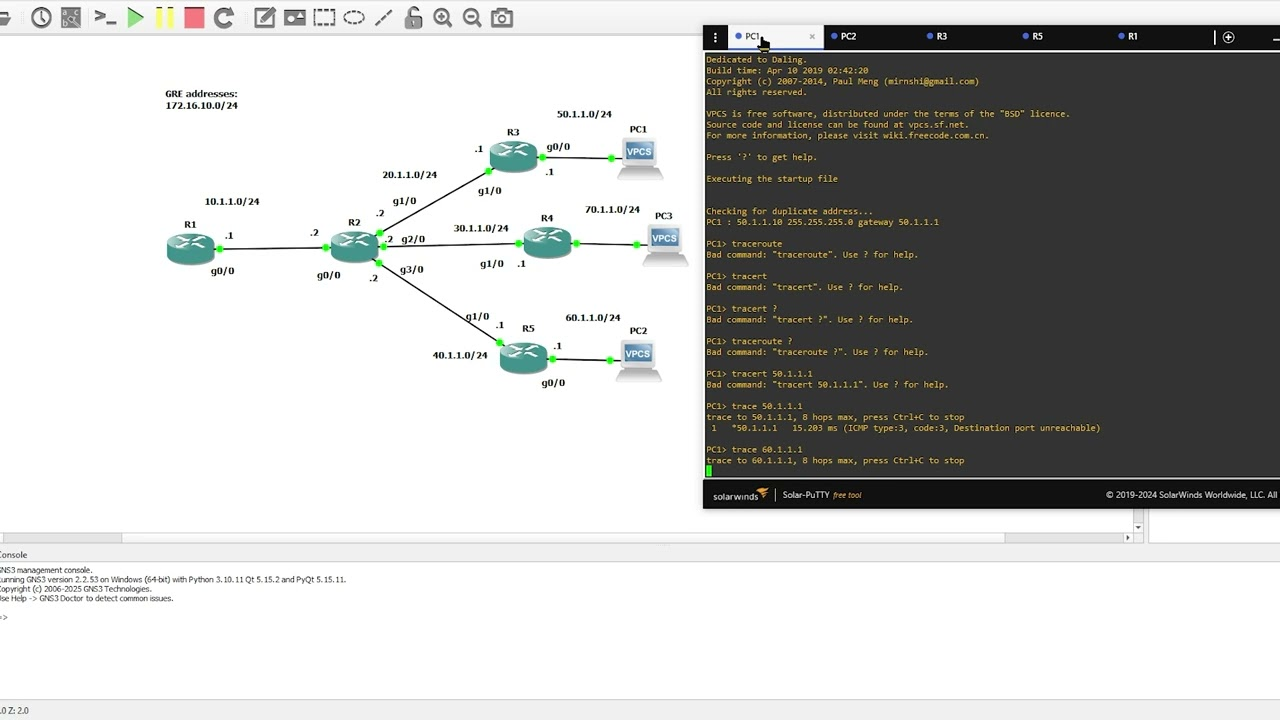 GRE addresses:
172.16.10.0/24
50.1.1.0/24
PC1
R3
g0/0
.1
.1
VPCS
20.1.1.0/24
g1/0
g1/0
10.1.1.0/24
.2
R1
.1
.2
R2
.2
g2/0
30.1.1.0/24
R4
70.1.1.0/24
PC3
VPCS
g0/0
g0/0
g1/0
.1
.2
g3/0
g1/0
.1
R5
60.1.1.0/24
PC2
.1
VPCS
40.1.1.0/24
g0/0
PC1
PC2
R3
R5
R1
Dedicated to Daling.
Build time: Apr 10 2019 02:42:20
Copyright (c) 2007-2014, Paul Meng (mirnshi@gmail.com)
All rights reserved.
VPCS is free software, distributed under the terms of the "BSD" licence.
Source code and license can be found at vpcs.sf.net.
For more information, please visit wiki.freecode.com.cn.
Press '?' to get help.
Executing the startup file
Checking for duplicate address...
PC1 : 50.1.1.10 255.255.255.0 gateway 50.1.1.1
PC1> traceroute
Bad command: "traceroute". Use ? for help.
PC1> tracert
Bad command: "tracert". Use ? for help.
PC1> tracert ?
Bad command: "tracert ?". Use ? for help.
PC1> traceroute ?
Bad command: "traceroute ?". Use ? for help.
PC1> tracert 50.1.1.1
Bad command: "tracert 50.1.1.1". Use ? for help.
PC1> trace 50.1.1.1
trace to 50.1.1.1, 8 hops max, press Ctrl+C to stop
1 *50.1.1.1 15.203 ms (ICMP type:3, code:3, Destination port unreachable)
PC1> trace 60.1.1.1
trace to 60.1.1.1, 8 hops max, press Ctrl+C to stop
solarwinds | Solar-PuTTY free tool
© 2019-2024 SolarWinds Worldwide, LLC. All
Console
GNS3 management console.
unning GNS3 version 2.2.53 on Windows (64-bit) with Python 3.10.11 Qt 5.15.2 and PyQt 5.15.11.
opyright (c) 2006-2025 GNS3 Technologies.
se Help -> GNS3 Doctor to detect common issues.
>>
.0 Z: 2.0